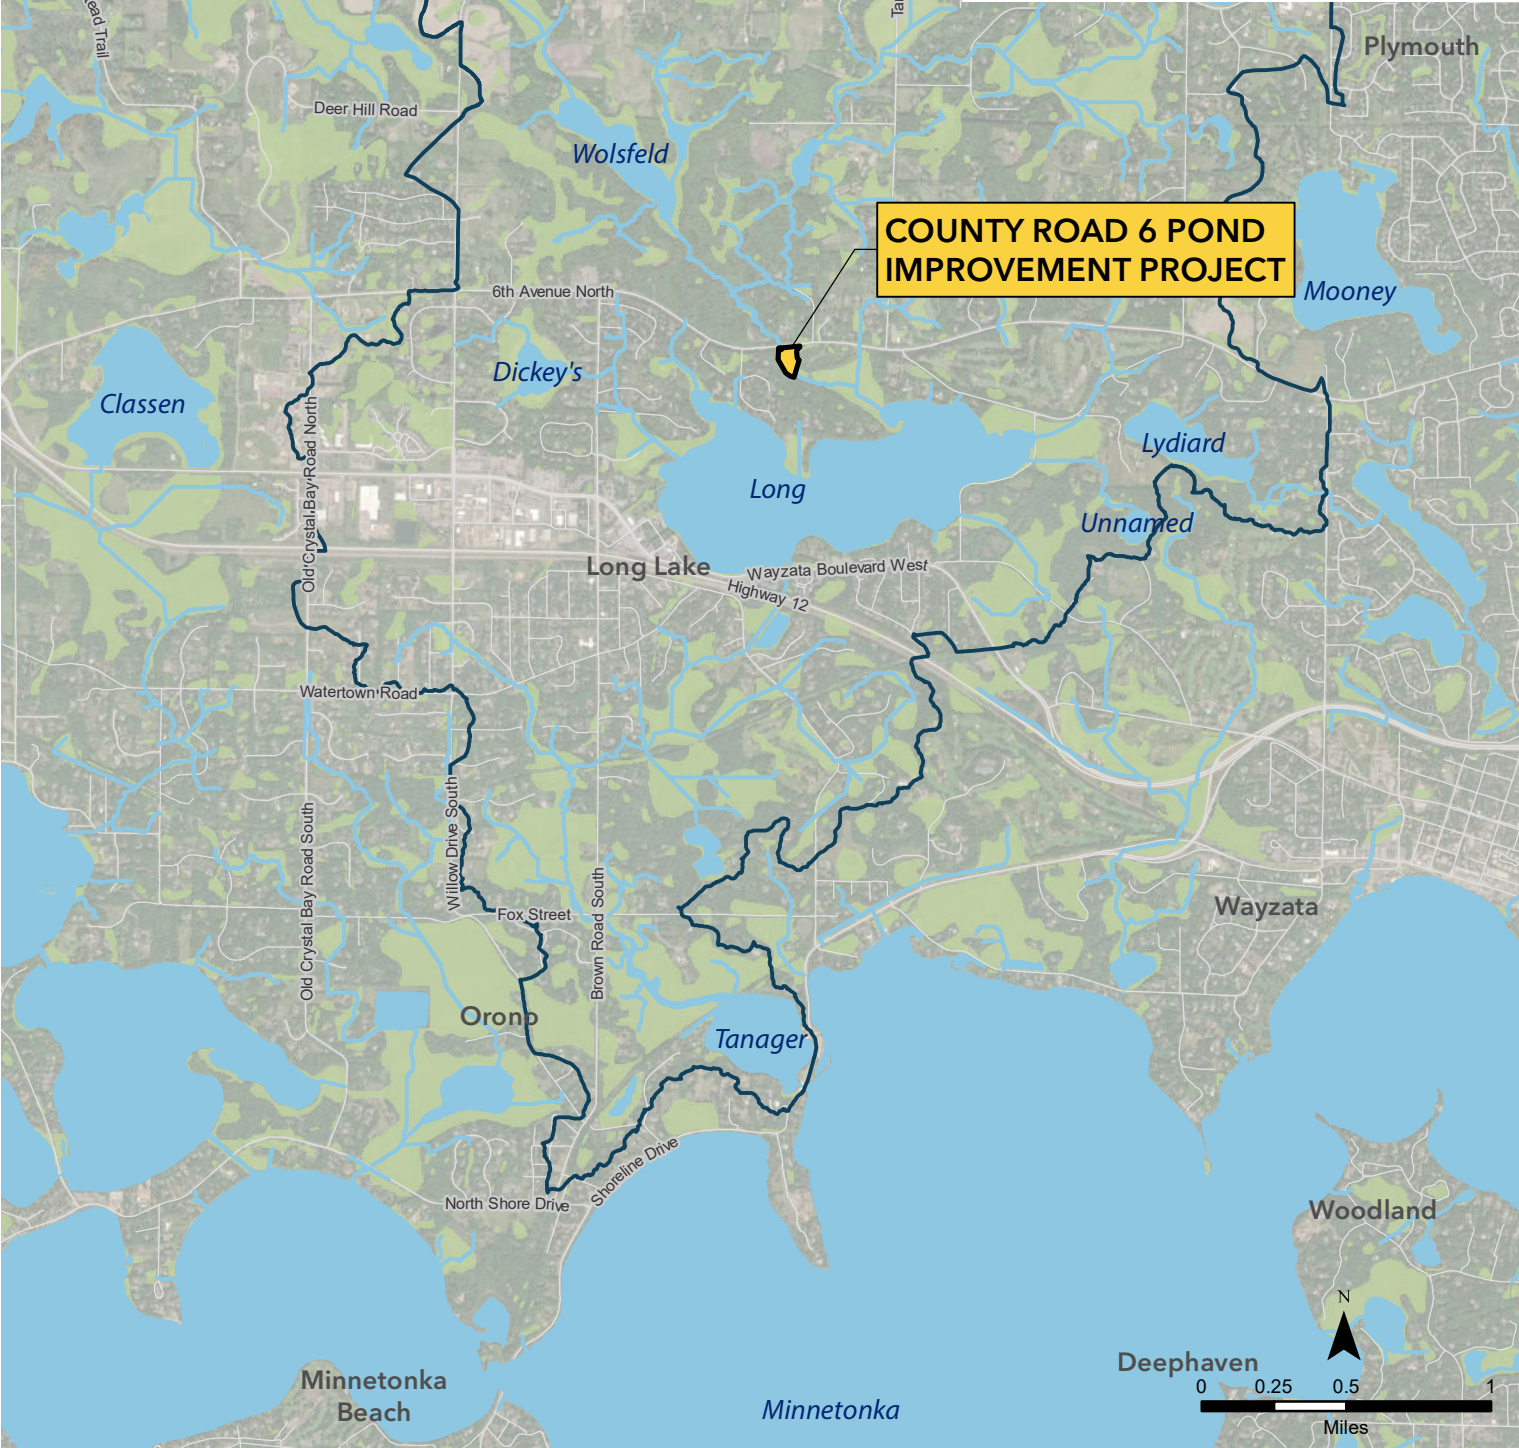 ead Trail
Plymouth
Deer Hill Road
Wolsfeld
COUNTY ROAD 6 POND
IMPROVEMENT PROJECT
6th Avenue North
Mooney
Dickey's
Classen
Old Crystal Bay Road North
Lydiard
Long
Unnamed
Long Lake
Wayzata Boulevard West
Highway 12
Watertown Road
Willow Drive South
Old Crystal Bay Road South
Brown Road South
Fox Street
Wayzata
Orono
Tanager
Shoreline Drive
North Shore Drive
Woodland
N
Deephaven
Minnetonka
Beach
0 0.25 0.5 1
Miles
Minnetonka